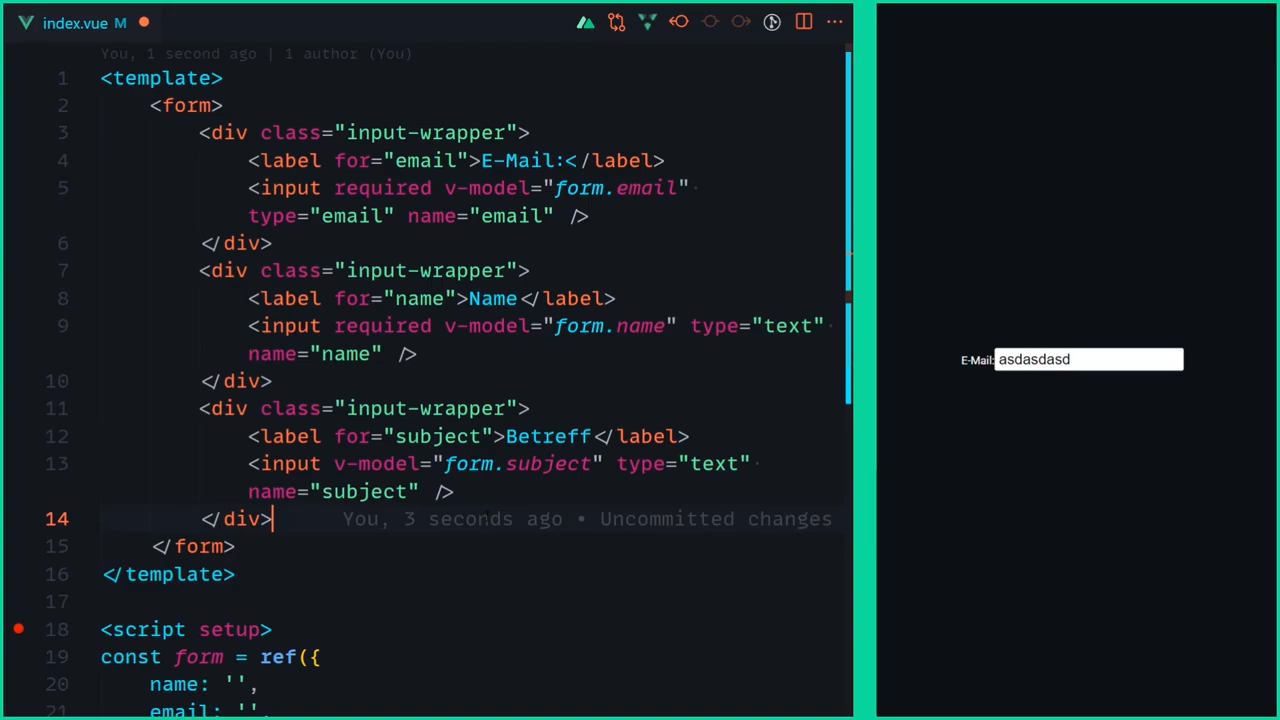 index.vue M
You, 1 second ago | 1 author (You)
1 <template>
2 <form>
3 <div class="input-wrapper">
4 <label for="email">E-Mail:</label>
5 <input required v-model="form.email"
type="email" name="email" />
6 </div>
7 <div class="input-wrapper">
8 <label for="name">Name</label>
9 <input required v-model="form.name" type="text"
name="name" />
10 </div>
11 <div class="input-wrapper">
12 <label for="subject">Betreff</label>
13 <input v-model="form.subject" type="text"
name="subject" />
14 </div> You, 3 seconds ago • Uncommitted changes
15 </form>
16 </template>
17
18 <script setup>
19 const form = ref({
20 name: '',
21 email: '',
E-Mail: asdasdasd